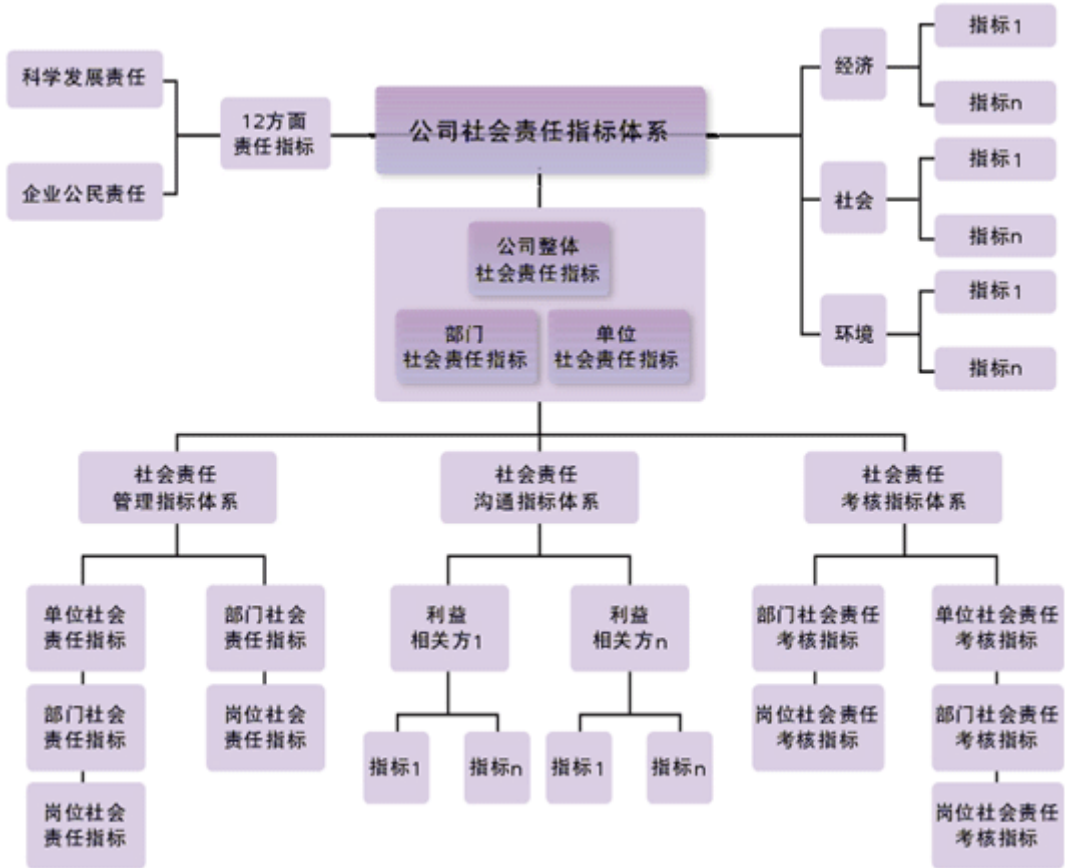 科学发展责任
企业公民责任
12方面
责任指标
公司社会责任指标体系
经济
指标1
指标n
社会
指标1
指标n
环境
指标1
指标n
公司整体
社会责任指标
部门
社会责任指标
单位
社会责任指标
社会责任
管理指标体系
社会责任
沟通指标体系
社会责任
考核指标体系
单位社会
责任指标
部门社会
责任指标
岗位社会
责任指标
部门社会
责任指标
岗位社会
责任指标
利益
相关方1
指标1
指标n
利益
相关方n
指标1
指标n
部门社会责任
考核指标
岗位社会责任
考核指标
单位社会责任
考核指标
部门社会责任
考核指标
岗位社会责任
考核指标